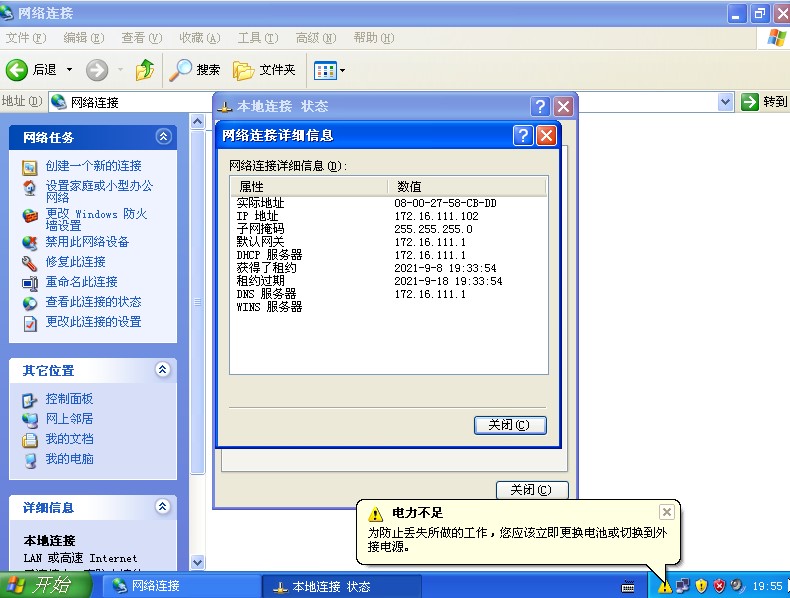 网络连接
文件(F) 编辑(E) 查看(V) 收藏(A) 工具(T) 高级(N) 帮助(H)
后退 搜索 文件夹
地址(D) 网络连接 转到
网络任务
创建一个新的连接
设置家庭或小型办公
网络
更改 Windows 防火
墙设置
禁用此网络设备
修复此连接
重命名此连接
查看此连接的状态
更改此连接的设置
其它位置
控制面板
网上邻居
我的文档
我的电脑
详细信息
本地连接
LAN 或高速 Internet
本地连接 状态
网络连接详细信息
网络连接详细信息(D):
属性 数值
实际地址 08-00-27-58-CB-DD
IP 地址 172.16.111.102
子网掩码 255.255.255.0
默认网关 172.16.111.1
DHCP 服务器 172.16.111.1
获得了租约 2021-9-8 19:33:54
租约过期 2021-9-18 19:33:54
DNS 服务器 172.16.111.1
WINS 服务器
关闭(C)
关闭(C)
电力不足
为防止丢失所做的工作，您应该立即更换电池或切换到外
接电源。
开始 网络连接 本地连接 状态 19:55